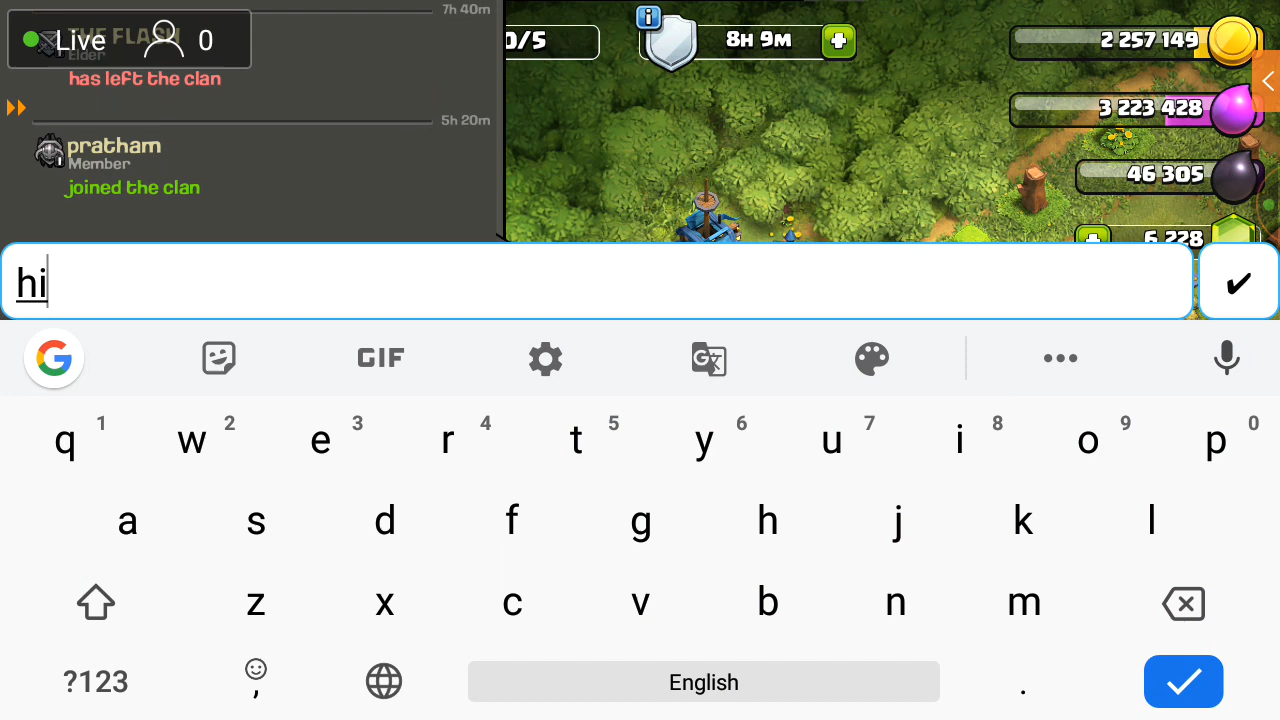 7h 40m
THE FLASH
Live 0
Elder
has left the clan
5h 20m
pratham
Member
joined the clan
0/5
i
8h 9m
+
2 257 149
3 223 428
46 305
+
6 228
hi
✔
G
GIF
q 1 w 2 e 3 r 4 t 5 y 6 u 7 i 8 o 9 p 0
a s d f g h j k l
z x c v b n m
?123 , English .